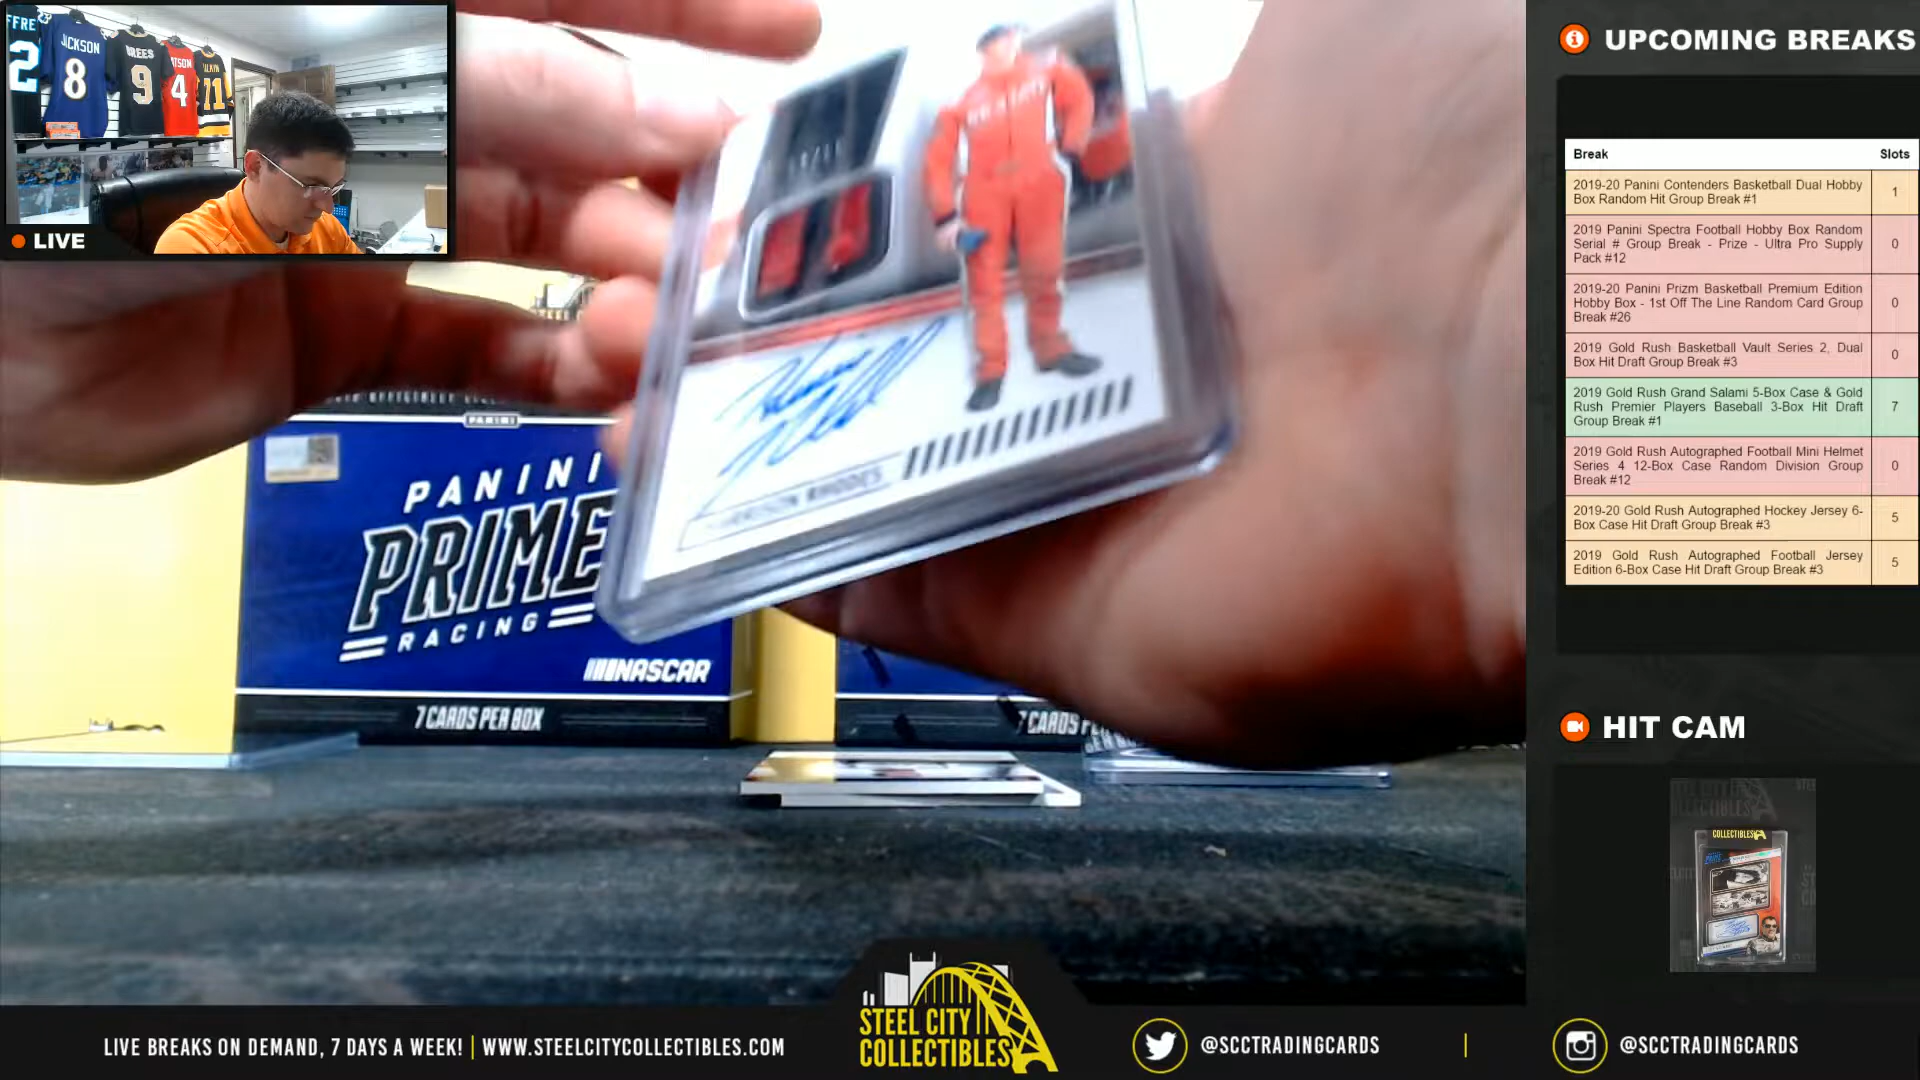 JACKSON
8
BREES
9
4
71
2
LIVE
UPCOMING BREAKS
Break Slots
2019-20 Panini Contenders Basketball Dual Hobby
Box Random Hit Group Break #1
1
2019 Panini Spectra Football Hobby Box Random
Serial # Group Break - Prize - Ultra Pro Supply
Pack #12
0
2019-20 Panini Prizm Basketball Premium Edition
Hobby Box - 1st Off The Line Random Card Group
Break #26
0
2019 Gold Rush Basketball Vault Series 2, Dual
Box Hit Draft Group Break #3
0
2019 Gold Rush Grand Salami 5-Box Case & Gold
Rush Premier Players Baseball 3-Box Hit Draft
Group Break #1
7
2019 Gold Rush Autographed Football Mini Helmet
Series 4 12-Box Case Random Division Group
Break #12
0
2019-20 Gold Rush Autographed Hockey Jersey 6-
Box Case Hit Draft Group Break #3
5
2019 Gold Rush Autographed Football Jersey
Edition 6-Box Case Hit Draft Group Break #3
5
HARRISON RHODES
PANINI
PANINI
PRIME
RACING
NASCAR
7 CARDS PER BOX
7 CARDS PER
HIT CAM
COLLECTIBLES
STEEL CITY
COLLECTIBLES
LIVE BREAKS ON DEMAND, 7 DAYS A WEEK! | WWW.STEELCITYCOLLECTIBLES.COM
@SCCTRADINGCARDS
@SCCTRADINGCARDS